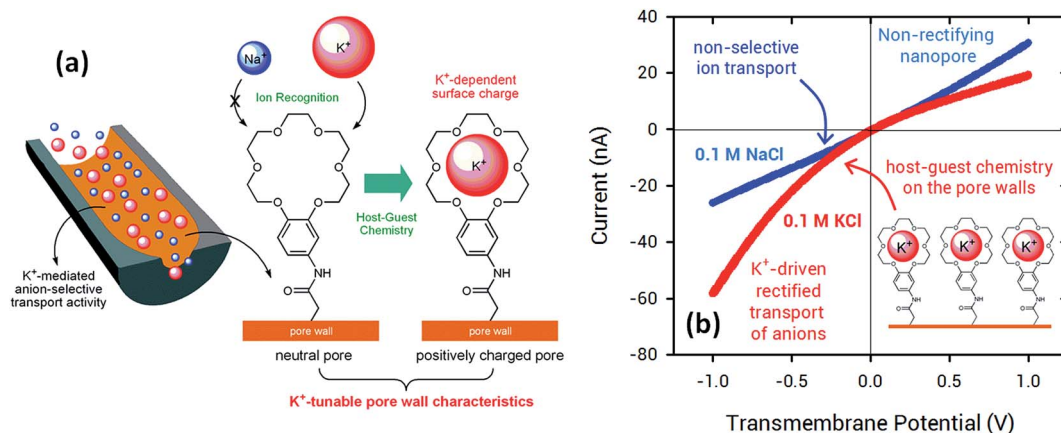 (a)
Na+
K+
Ion Recognition
K+-dependent
surface charge
O
O
O
O
O
O
NH
O
Host-Guest
Chemistry
K+
O
O
O
O
O
O
NH
O
K+-mediated
anion-selective
transport activity
pore wall
pore wall
neutral pore
positively charged pore
K+-tunable pore wall characteristics
(b)
Current (nA)
40
20
0
-20
-40
-60
-80
-1.0
-0.5
0.0
0.5
1.0
Transmembrane Potential (V)
non-selective
ion transport
Non-rectifying
nanopore
0.1 M NaCl
0.1 M KCl
host-guest chemistry
on the pore walls
K+-driven
rectified
transport
of anions
K+
K+
K+
NH
O
NH
O
NH
O